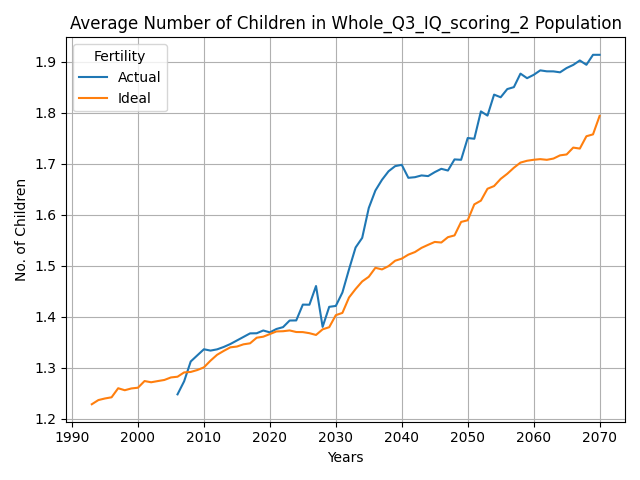 Average Number of Children in Whole_Q3_IQ_scoring_2 Population
Fertility
Actual
Ideal
No. of Children
1.9
1.8
1.7
1.6
1.5
1.4
1.3
1.2
1990 2000 2010 2020 2030 2040 2050 2060 2070
Years